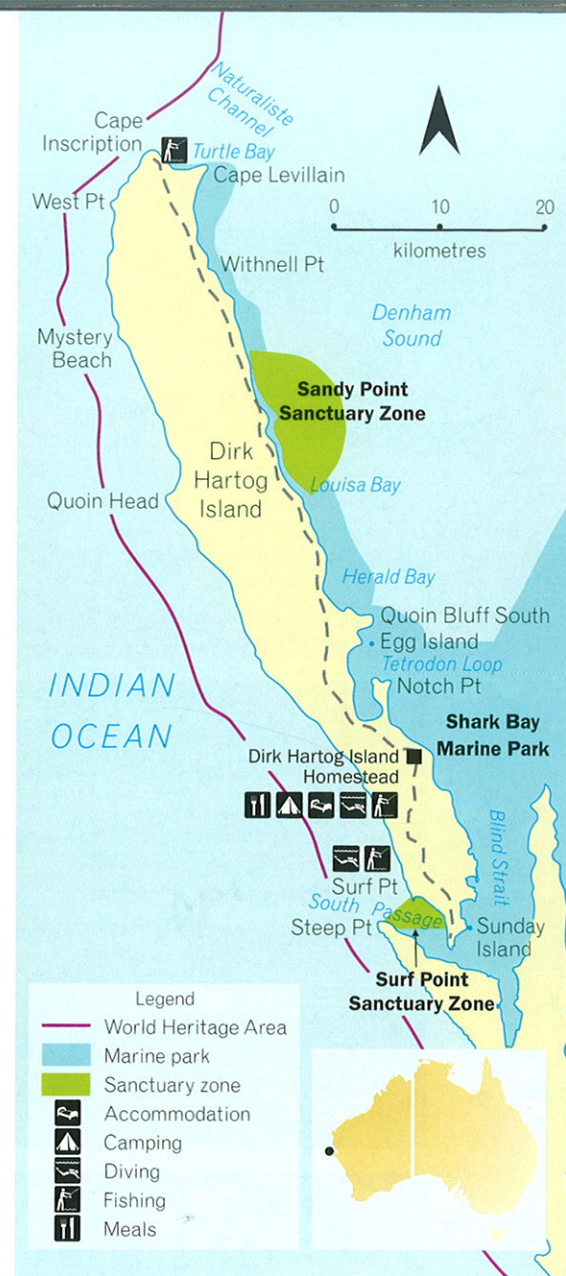 Naturaliste
Channel
Cape
Inscription
Turtle Bay
Cape Levillain
West Pt
0 10 20
kilometres
Withnell Pt
Denham
Sound
Mystery
Beach
Sandy Point
Sanctuary Zone
Dirk
Hartog
Island
Louisa Bay
Quoin Head
Herald Bay
Quoin Bluff South
Egg Island
Tetrodon Loop
Notch Pt
INDIAN
OCEAN
Shark Bay
Marine Park
Dirk Hartog Island
Homestead
Blind Strait
Surf Pt
South Passage
Steep Pt
Sunday
Island
Surf Point
Sanctuary Zone
Legend
World Heritage Area
Marine park
Sanctuary zone
Accommodation
Camping
Diving
Fishing
Meals